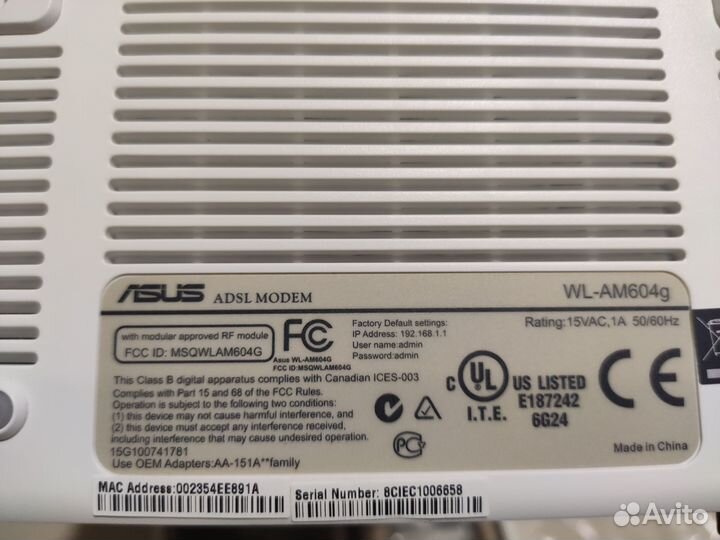 ASUS ADSL MODEM
WL-AM604g
with modular approved RF module
FCC ID: MSQWLAM604G
FC
Asus WL-AM604G
FCC ID:MSQWLAM604G
Factory Default settings:
IP Address: 192.168.1.1
User name:admin
Password:admin
Rating:15VAC,1A 50/60Hz
This Class B digital apparatus complies with Canadian ICES-003
Complies with Part 15 and 68 of the FCC Rules.
Operation is subject to the following two conditions:
(1) this device may not cause harmful interference, and
(2) this device must accept any interference received,
including interference that may cause undesired operation.
15G100741781
Use OEM Adapters:AA-151A**family
C UL US LISTED
I.T.E. E187242
6G24
CE
PC
Made in China
MAC Address:002354EE891A
Serial Number: 8CIEC1006658
Avito